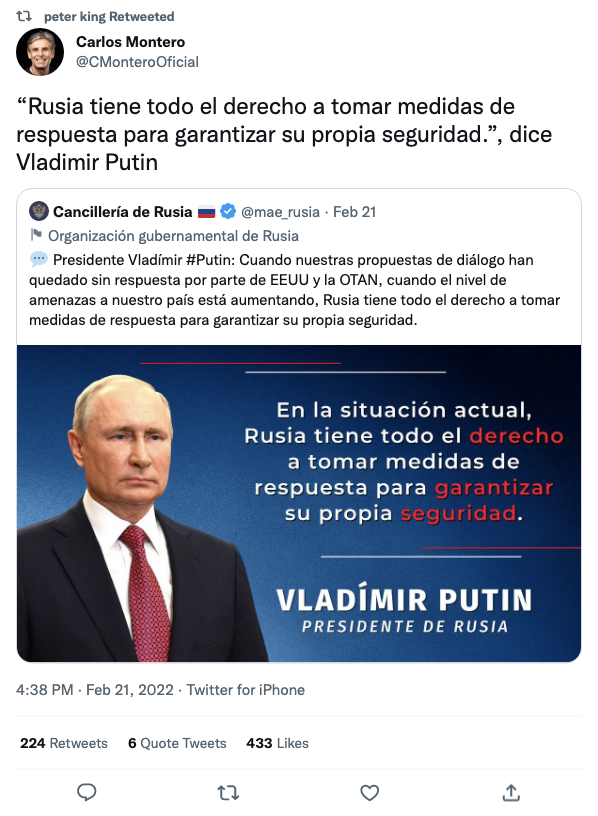 peter king Retweeted
Carlos Montero
@CMonteroOficial
“Rusia tiene todo el derecho a tomar medidas de
respuesta para garantizar su propia seguridad.”, dice
Vladimir Putin
Cancillería de Rusia 🇷🇺 @mae_rusia · Feb 21
Organización gubernamental de Rusia
💬 Presidente Vladímir #Putin: Cuando nuestras propuestas de diálogo han
quedado sin respuesta por parte de EEUU y la OTAN, cuando el nivel de
amenazas a nuestro país está aumentando, Rusia tiene todo el derecho a tomar
medidas de respuesta para garantizar su propia seguridad.
En la situación actual,
Rusia tiene todo el derecho
a tomar medidas de
respuesta para garantizar
su propia seguridad.
VLADÍMIR PUTIN
PRESIDENTE DE RUSIA
4:38 PM · Feb 21, 2022 · Twitter for iPhone
224 Retweets 6 Quote Tweets 433 Likes